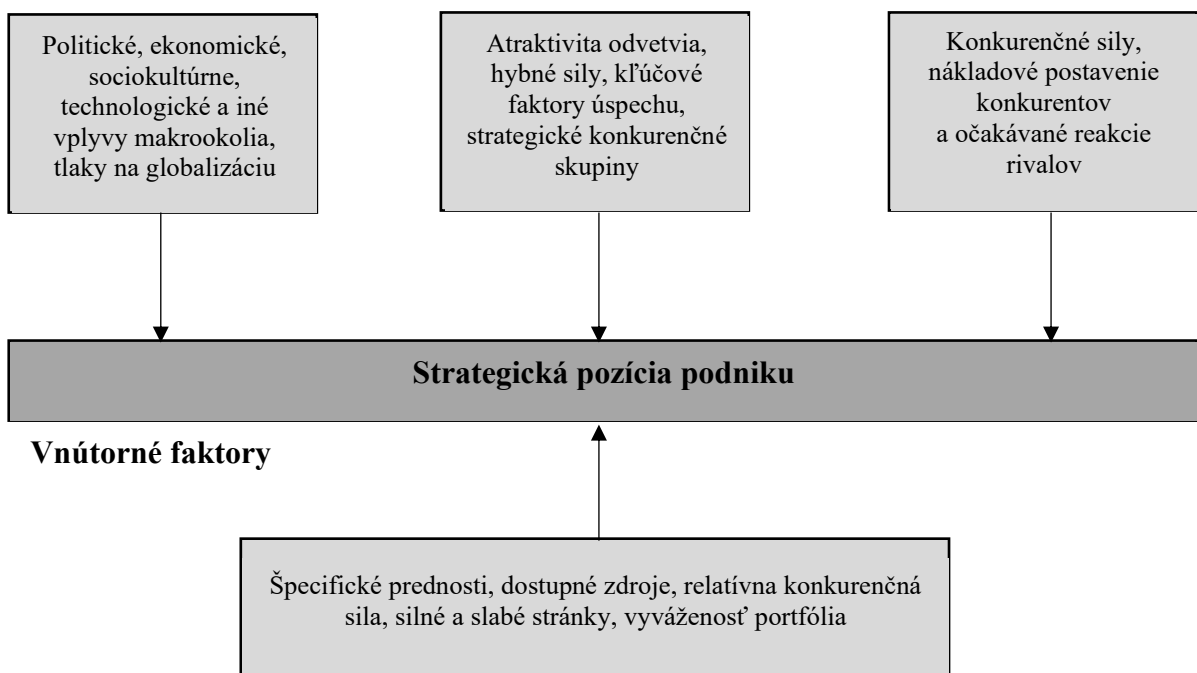 Politické, ekonomické,
sociokultúrne,
technologické a iné
vplyvy makrookolia,
tlaky na globalizáciu
Atraktivita odvetvia,
hybné sily, kľúčové
faktory úspechu,
strategické konkurenčné
skupiny
Konkurenčné sily,
nákladové postavenie
konkurentov
a očakávané reakcie
rivalov
Strategická pozícia podniku
Vnútorné faktory
Špecifické prednosti, dostupné zdroje, relatívna konkurenčná
sila, silné a slabé stránky, vyváženosť portfólia